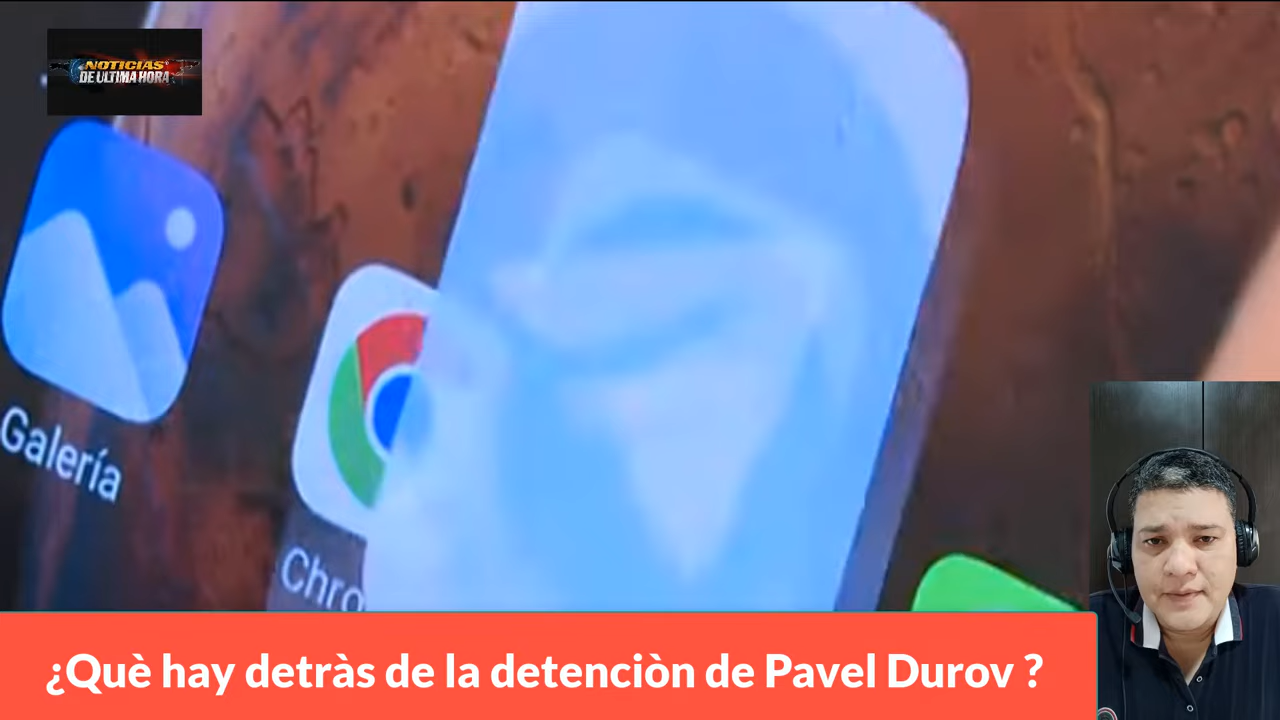 NOTICIAS
DE ULTIMA HORA
Galería
Chro
¿Què hay detràs de la detenciòn de Pavel Durov ?